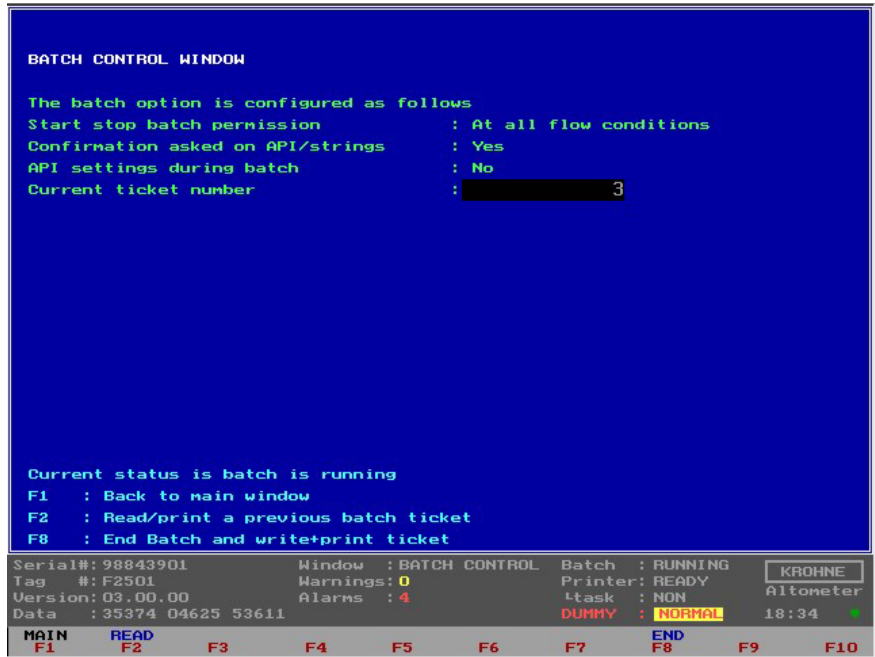 BATCH CONTROL WINDOW
The batch option is configured as follows
Start stop batch permission : At all flow conditions
Confirmation asked on API/strings : Yes
API settings during batch : No
Current ticket number : 3
Current status is batch is running
F1 : Back to main window
F2 : Read/print a previous batch ticket
F8 : End Batch and write+print ticket
Serial#: 98843901 Window : BATCH CONTROL Batch : RUNNING KROHNE
Tag #: F2501 Warnings: 0 Printer: READY
Version: 03.00.00 Alarms : 4 └task : NON Altometer
Data : 35374 04625 53611 DUMMY : NORMAL 18:34
MAIN READ END
F1 F2 F3 F4 F5 F6 F7 F8 F9 F10